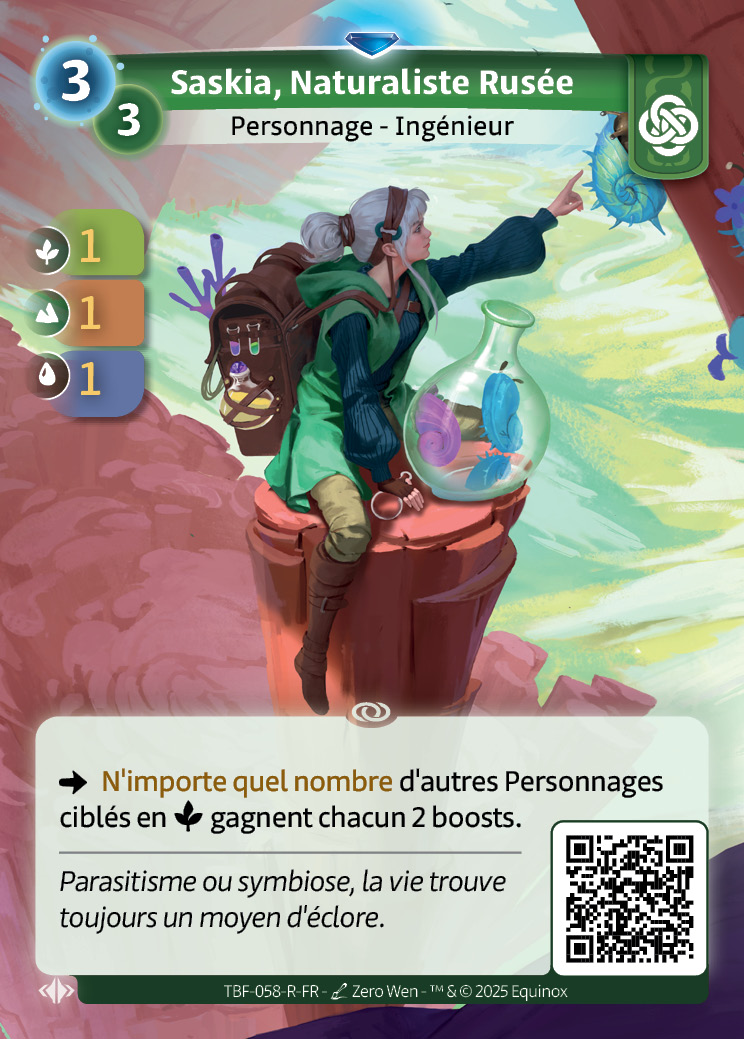 3
Saskia, Naturaliste Rusée
3
Personnage - Ingénieur
1
1
1
N'importe quel nombre d'autres Personnages
ciblés en gagnent chacun 2 boosts.
Parasitisme ou symbiose, la vie trouve
toujours un moyen d'éclore.
TBF-058-R-FR - Zero Wen - ™ & © 2025 Equinox